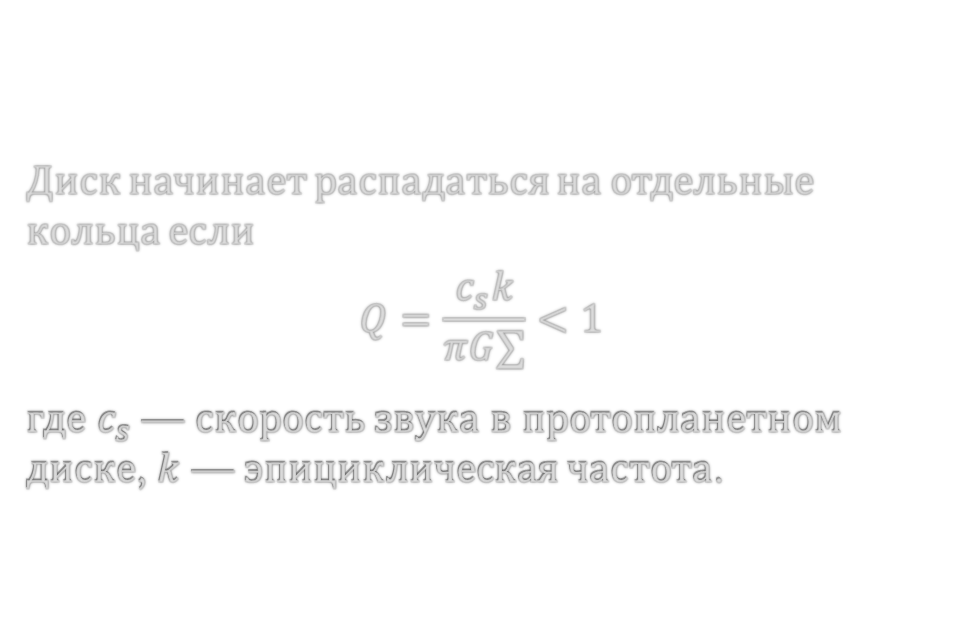 Диск начинает распадаться на отдельные
кольца если
Q = c_s k / πG∑ < 1
где c_s — скорость звука в протопланетном
диске, k — эпициклическая частота.